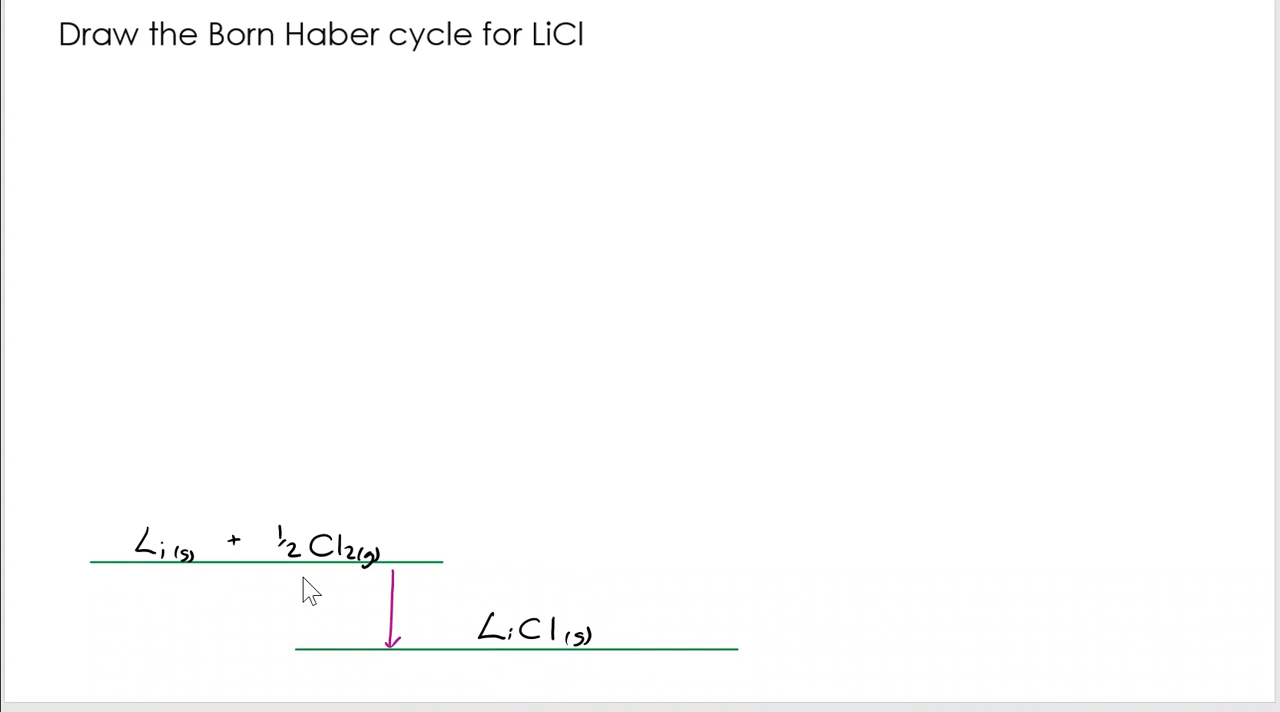 Draw the Born Haber cycle for LiCl
Li(s) + ½Cl₂(g)
LiCl(s)